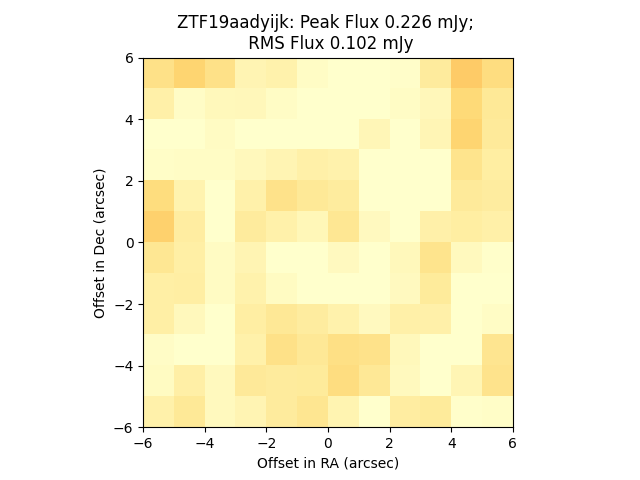 ZTF19aadyijk: Peak Flux 0.226 mJy;
RMS Flux 0.102 mJy
6
4
2
0
−2
−4
−6
Offset in Dec (arcsec)
−6 −4 −2 0 2 4 6
Offset in RA (arcsec)